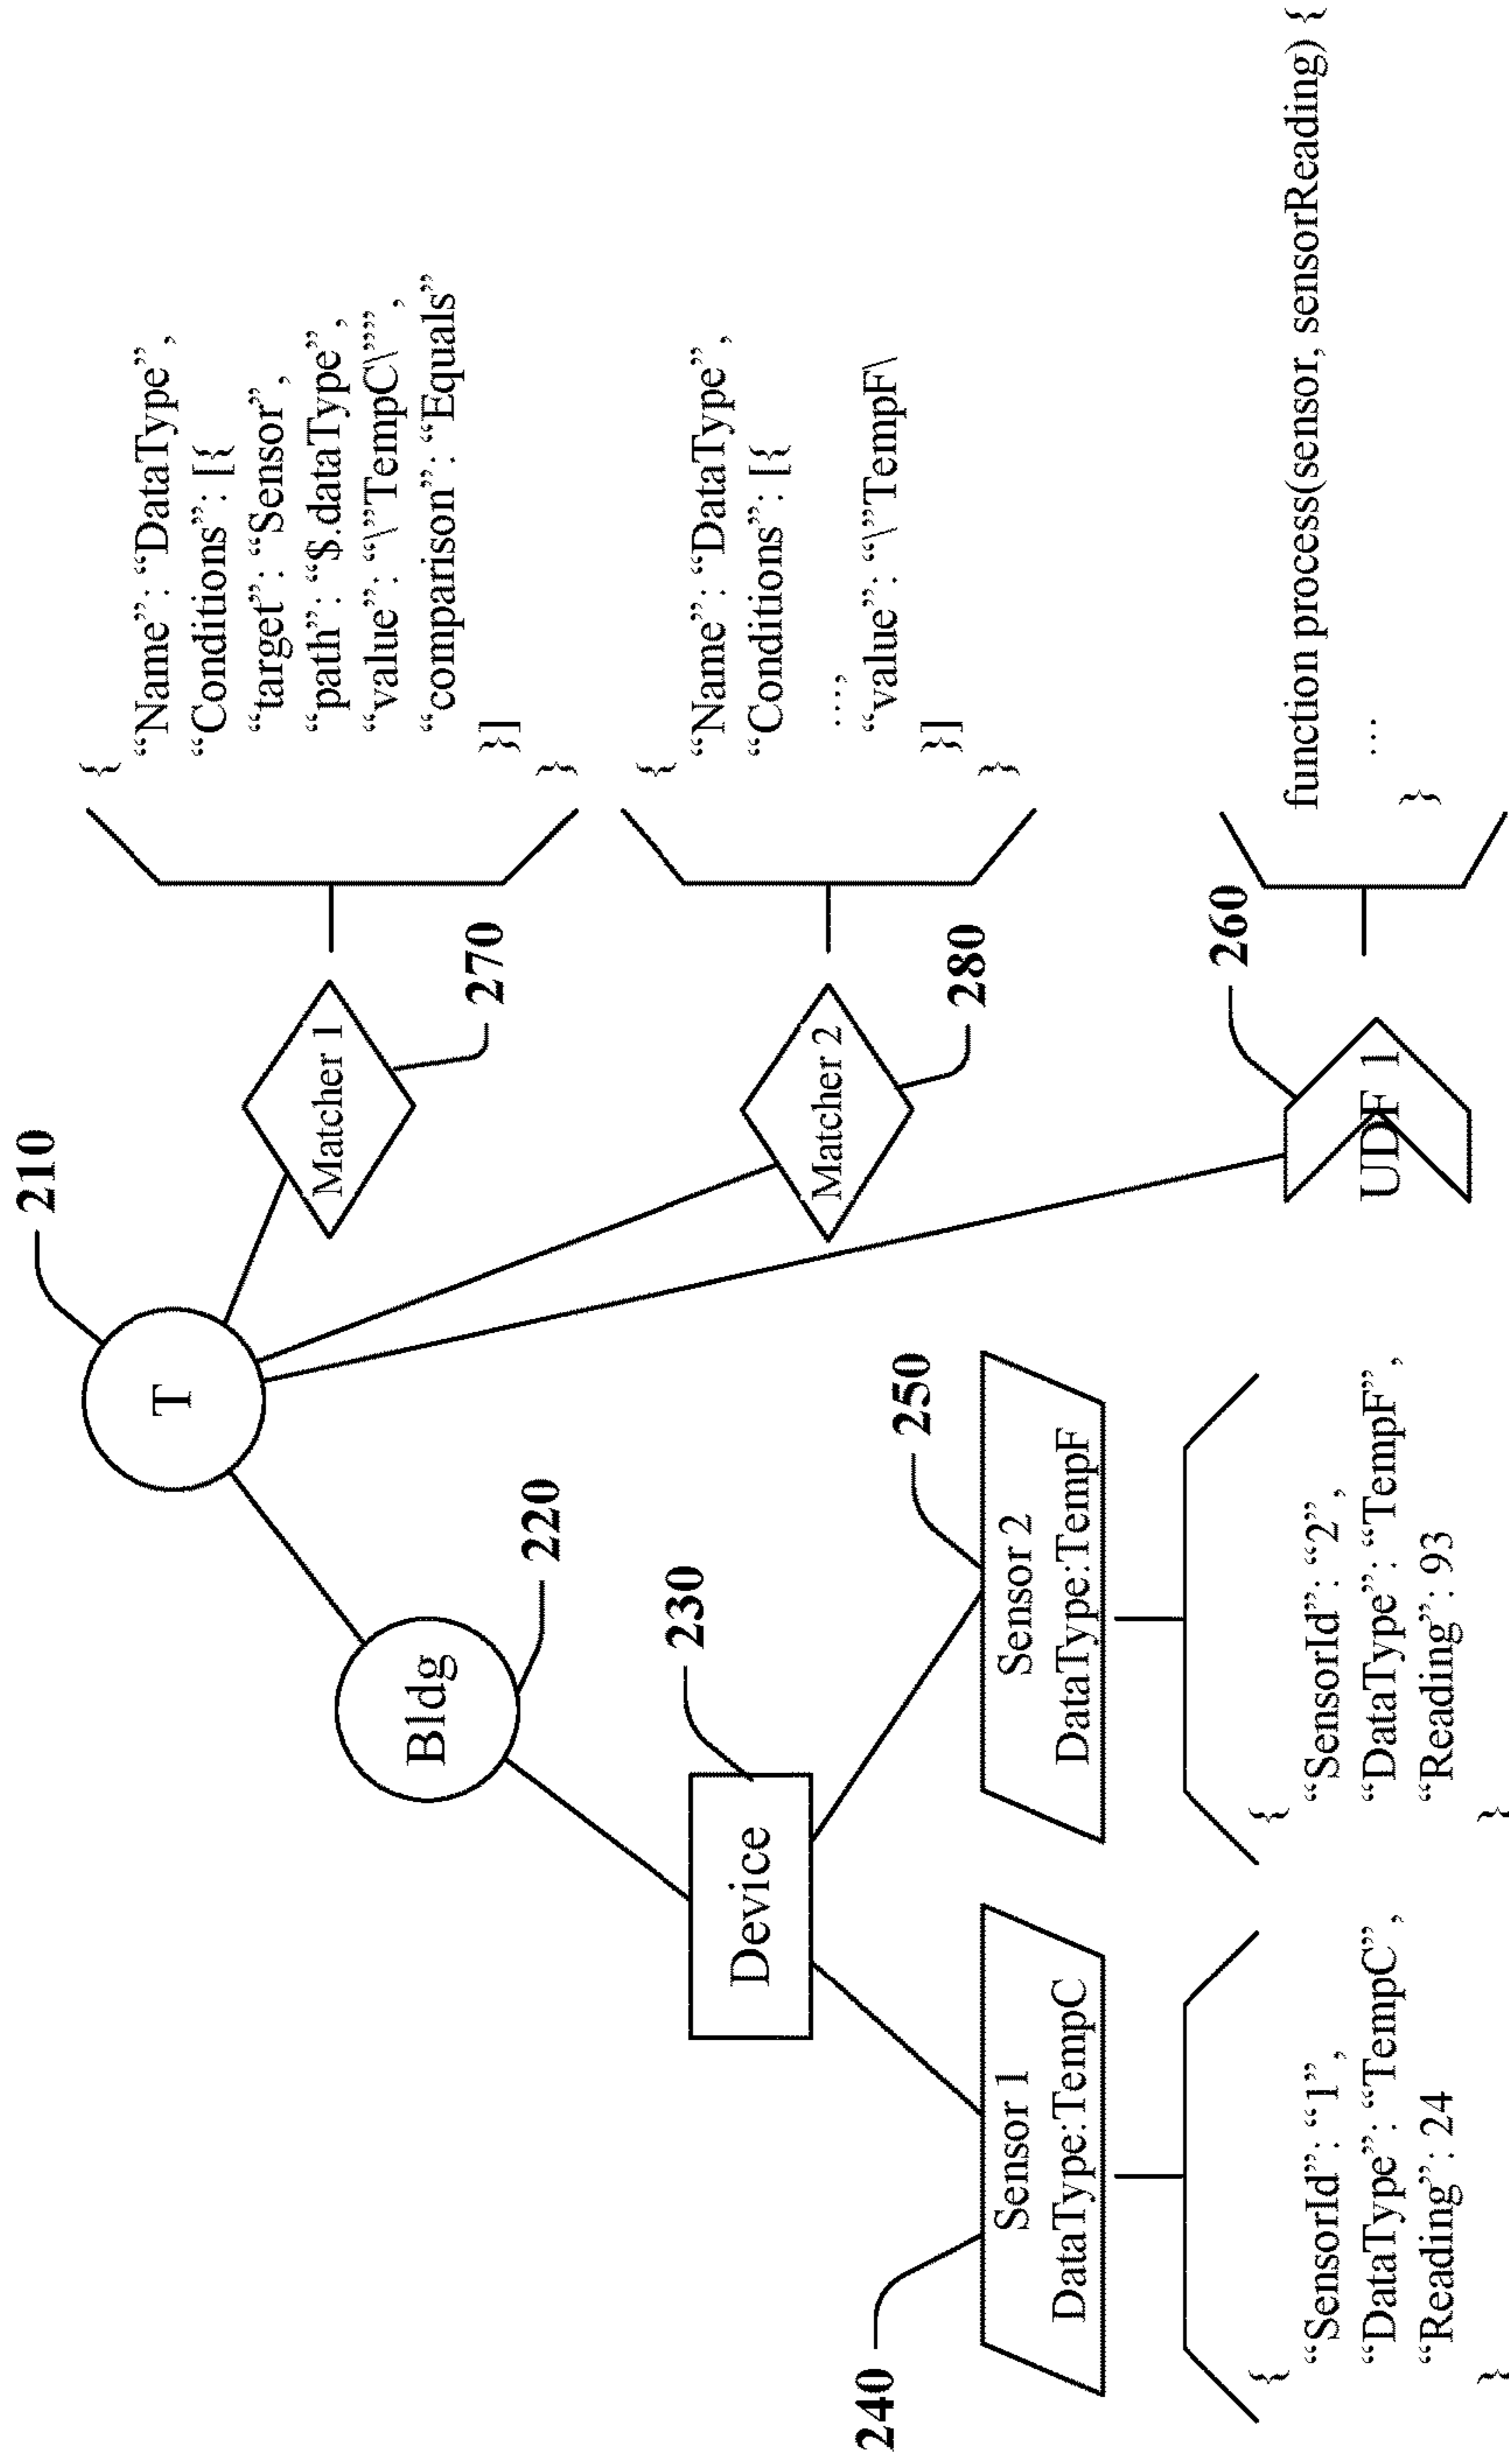 210
T
Bldg
220
Device
230
240
Sensor 1
DataType:TempC
{
“SensorId”: “1”,
“DataType”: “TempC”,
“Reading”: 24
}
250
Sensor 2
DataType:TempF
{
“SensorId”: “2”,
“DataType”: “TempF”,
“Reading”: 93
}
Matcher 1
270
{
“Name”: “DataType”,
“Conditions”: [{
“target”: “Sensor”,
“path”: “$.dataType”,
“value”: “\”TempC\””,
“comparison”: “Equals”
}]
}
Matcher 2
280
{
“Name”: “DataType”,
“Conditions”: [{
…,
“value”: “\”TempF\
}]
}
260
UDF 1
function process(sensor, sensorReading) {
…
}